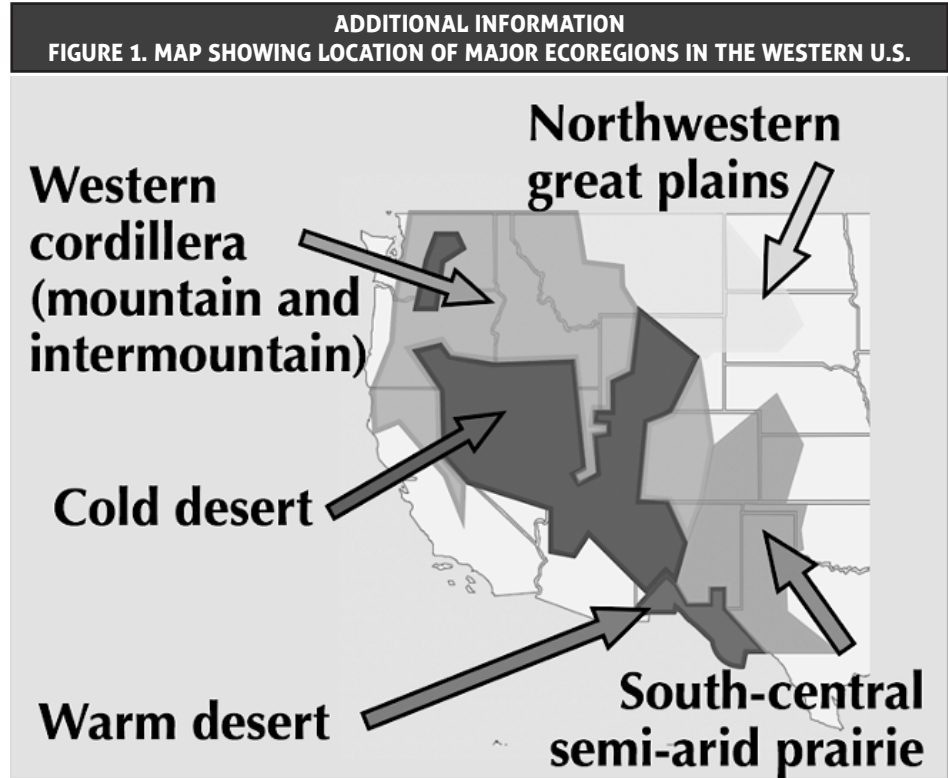 ADDITIONAL INFORMATION
FIGURE 1. MAP SHOWING LOCATION OF MAJOR ECOREGIONS IN THE WESTERN U.S.
Northwestern
great plains
Western
cordillera
(mountain and
intermountain)
Cold desert
Warm desert
South-central
semi-arid prairie